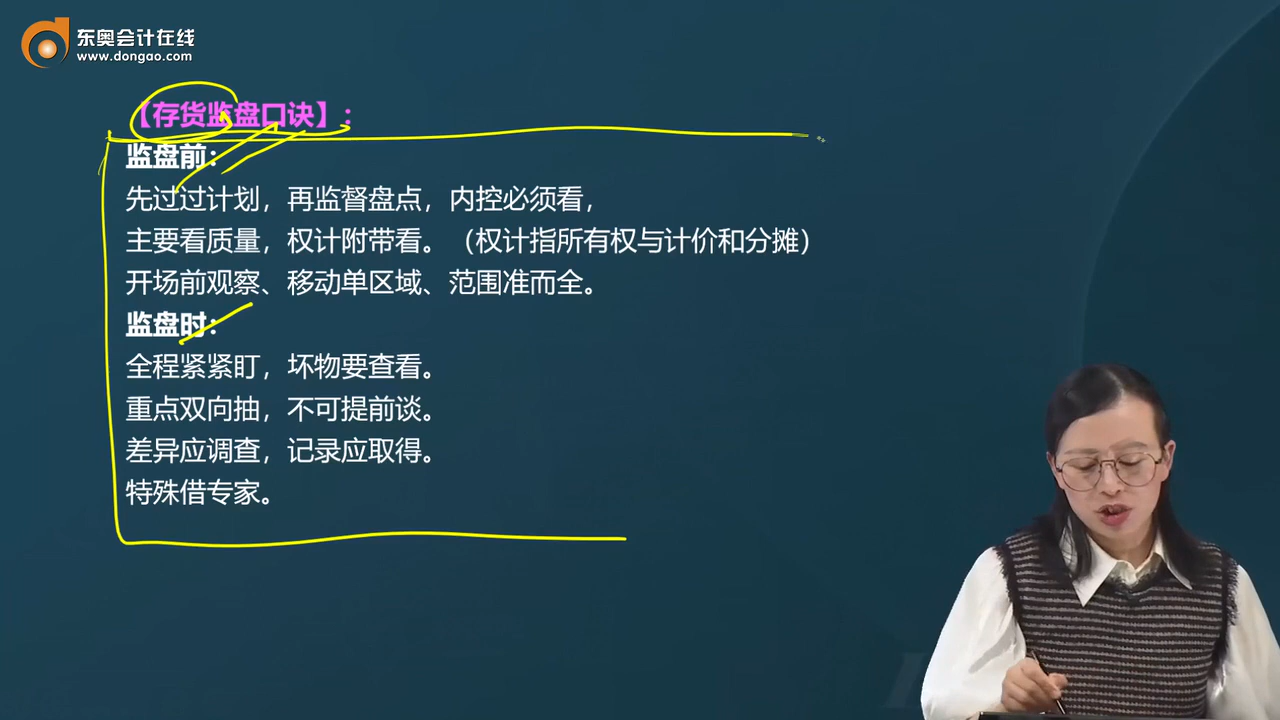 东奥会计在线
www.dongao.com
【存货监盘口诀】：
监盘前：
先过过计划，再监督盘点，内控必须看，
主要看质量，权计附带看。（权计指所有权与计价和分摊）
开场前观察、移动单区域、范围准而全。
监盘时：
全程紧紧盯，坏物要查看。
重点双向抽，不可提前谈。
差异应调查，记录应取得。
特殊借专家。